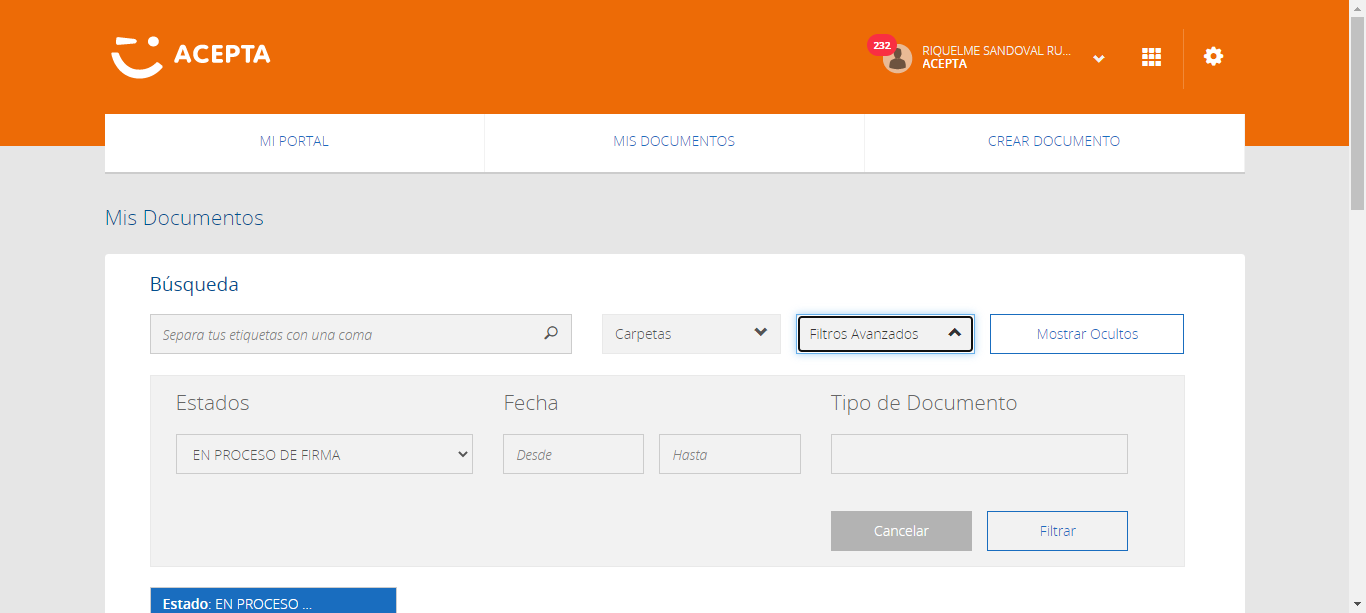 ACEPTA
232
RIQUELME SANDOVAL RU...
ACEPTA
MI PORTAL
MIS DOCUMENTOS
CREAR DOCUMENTO
Mis Documentos
Búsqueda
Separa tus etiquetas con una coma
Carpetas
Filtros Avanzados
Mostrar Ocultos
Estados
Fecha
Tipo de Documento
EN PROCESO DE FIRMA
Desde
Hasta
Cancelar
Filtrar
Estado: EN PROCESO ...